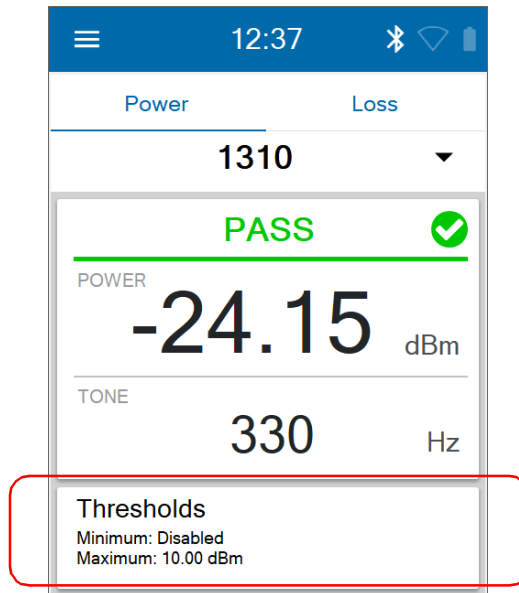 12:37
Power Loss
1310
PASS
POWER
-24.15 dBm
TONE
330 Hz
Thresholds
Minimum: Disabled
Maximum: 10.00 dBm